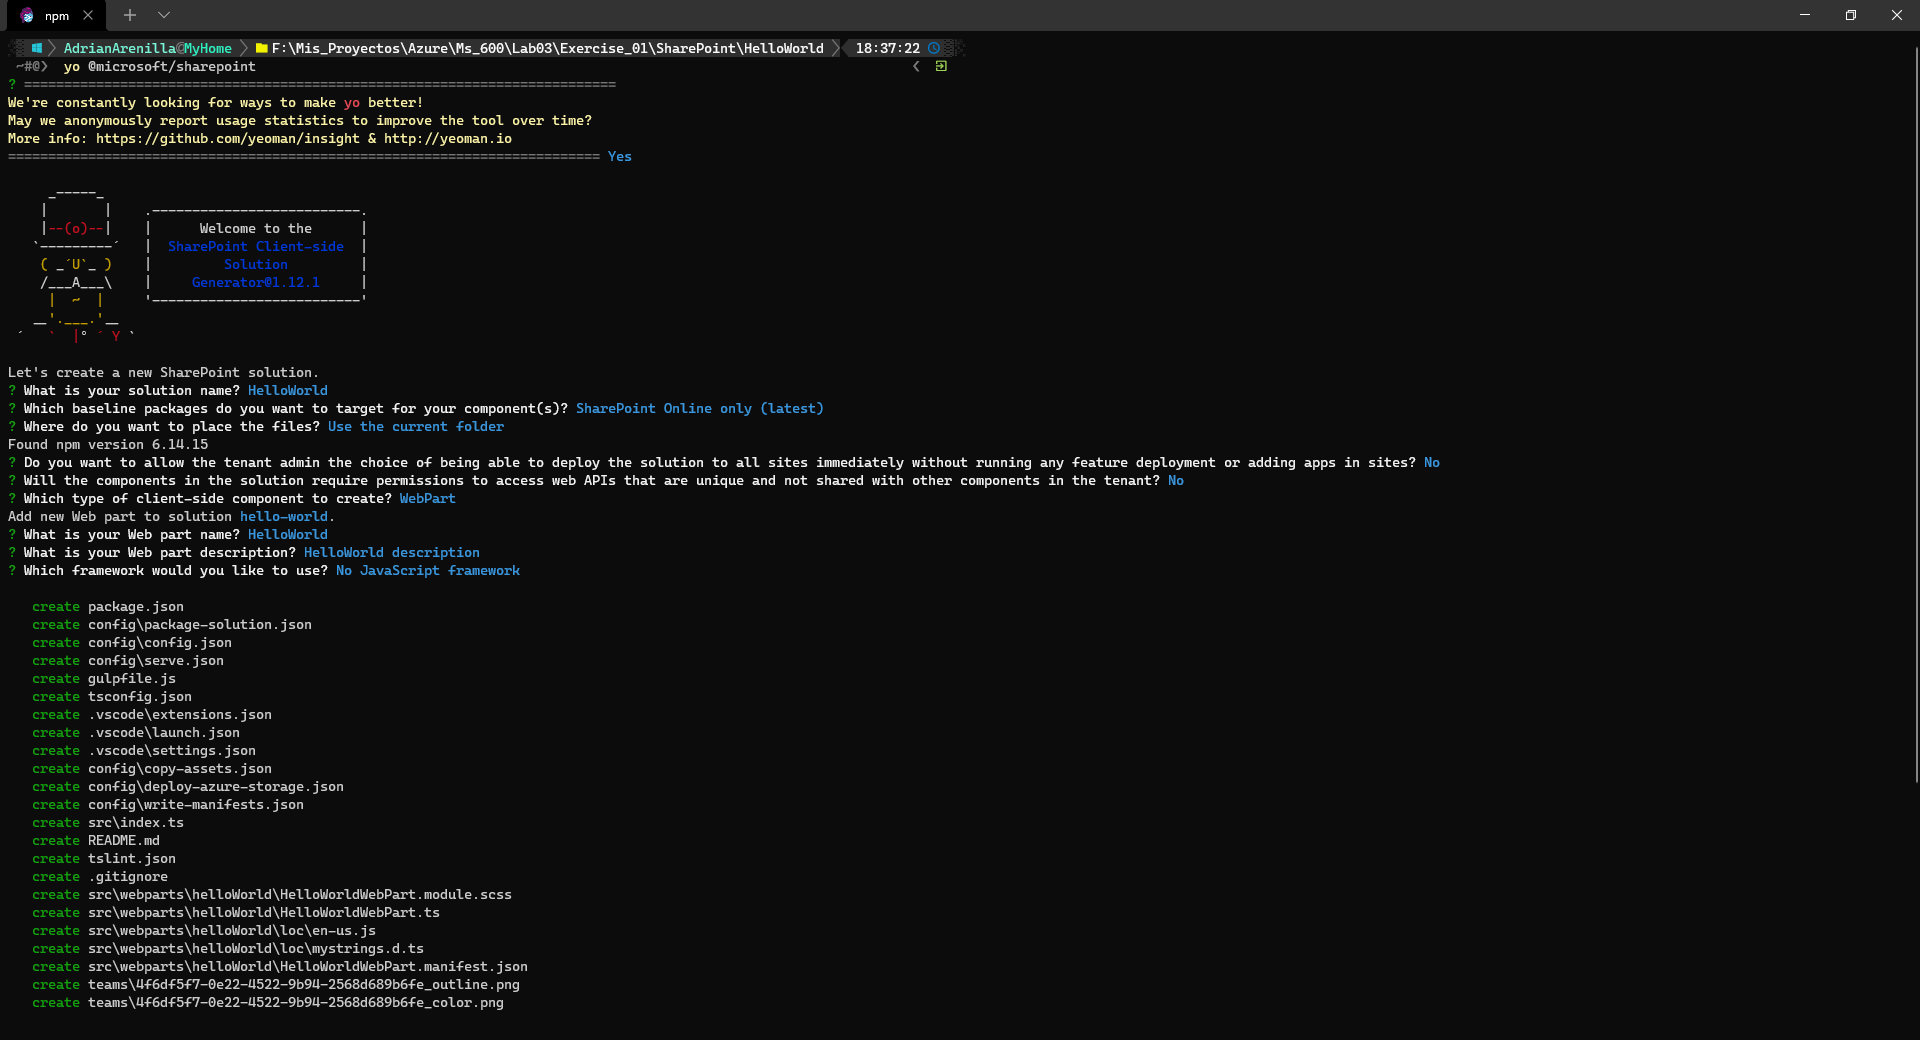 npm
AdrianArenilla@MyHome F:\Mis_Proyectos\Azure\Ms_600\Lab03\Exercise_01\SharePoint\HelloWorld 18:37:22
~#@❯ yo @microsoft/sharepoint
? ==========================================================================
We're constantly looking for ways to make yo better!
May we anonymously report usage statistics to improve the tool over time?
More info: https://github.com/yeoman/insight & http://yeoman.io
========================================================================== Yes
     _-----_
    |       |    .--------------------------.
    |--(o)--|    |      Welcome to the      |
   `---------´   |  SharePoint Client-side  |
    ( _´U`_ )    |         Solution         |
    /___A___\    |     Generator@1.12.1     |
     |  ~  |     '--------------------------'
   __'.___.'__
 ´   `  |° ´ Y `
Let's create a new SharePoint solution.
? What is your solution name? HelloWorld
? Which baseline packages do you want to target for your component(s)? SharePoint Online only (latest)
? Where do you want to place the files? Use the current folder
Found npm version 6.14.15
? Do you want to allow the tenant admin the choice of being able to deploy the solution to all sites immediately without running any feature deployment or adding apps in sites? No
? Will the components in the solution require permissions to access web APIs that are unique and not shared with other components in the tenant? No
? Which type of client-side component to create? WebPart
Add new Web part to solution hello-world.
? What is your Web part name? HelloWorld
? What is your Web part description? HelloWorld description
? Which framework would you like to use? No JavaScript framework
create package.json
create config\package-solution.json
create config\config.json
create config\serve.json
create gulpfile.js
create tsconfig.json
create .vscode\extensions.json
create .vscode\launch.json
create .vscode\settings.json
create config\copy-assets.json
create config\deploy-azure-storage.json
create config\write-manifests.json
create src\index.ts
create README.md
create tslint.json
create .gitignore
create src\webparts\helloWorld\HelloWorldWebPart.module.scss
create src\webparts\helloWorld\HelloWorldWebPart.ts
create src\webparts\helloWorld\loc\en-us.js
create src\webparts\helloWorld\loc\mystrings.d.ts
create src\webparts\helloWorld\HelloWorldWebPart.manifest.json
create teams\4f6df5f7-0e22-4522-9b94-2568d689b6fe_outline.png
create teams\4f6df5f7-0e22-4522-9b94-2568d689b6fe_color.png